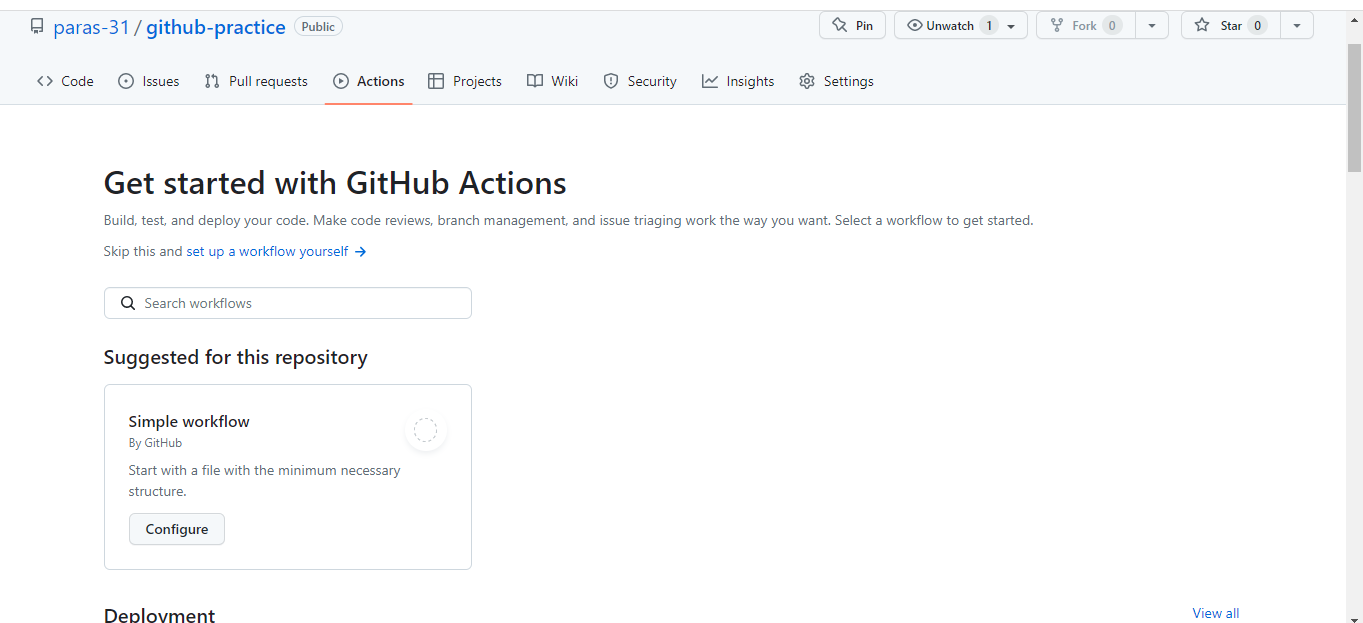 paras-31 / github-practice Public Pin Unwatch 1 Fork 0 Star 0
Code Issues Pull requests Actions Projects Wiki Security Insights Settings
Get started with GitHub Actions
Build, test, and deploy your code. Make code reviews, branch management, and issue triaging work the way you want. Select a workflow to get started.
Skip this and set up a workflow yourself →
Search workflows
Suggested for this repository
Simple workflow
By GitHub
Start with a file with the minimum necessary
structure.
Configure
Deployment View all